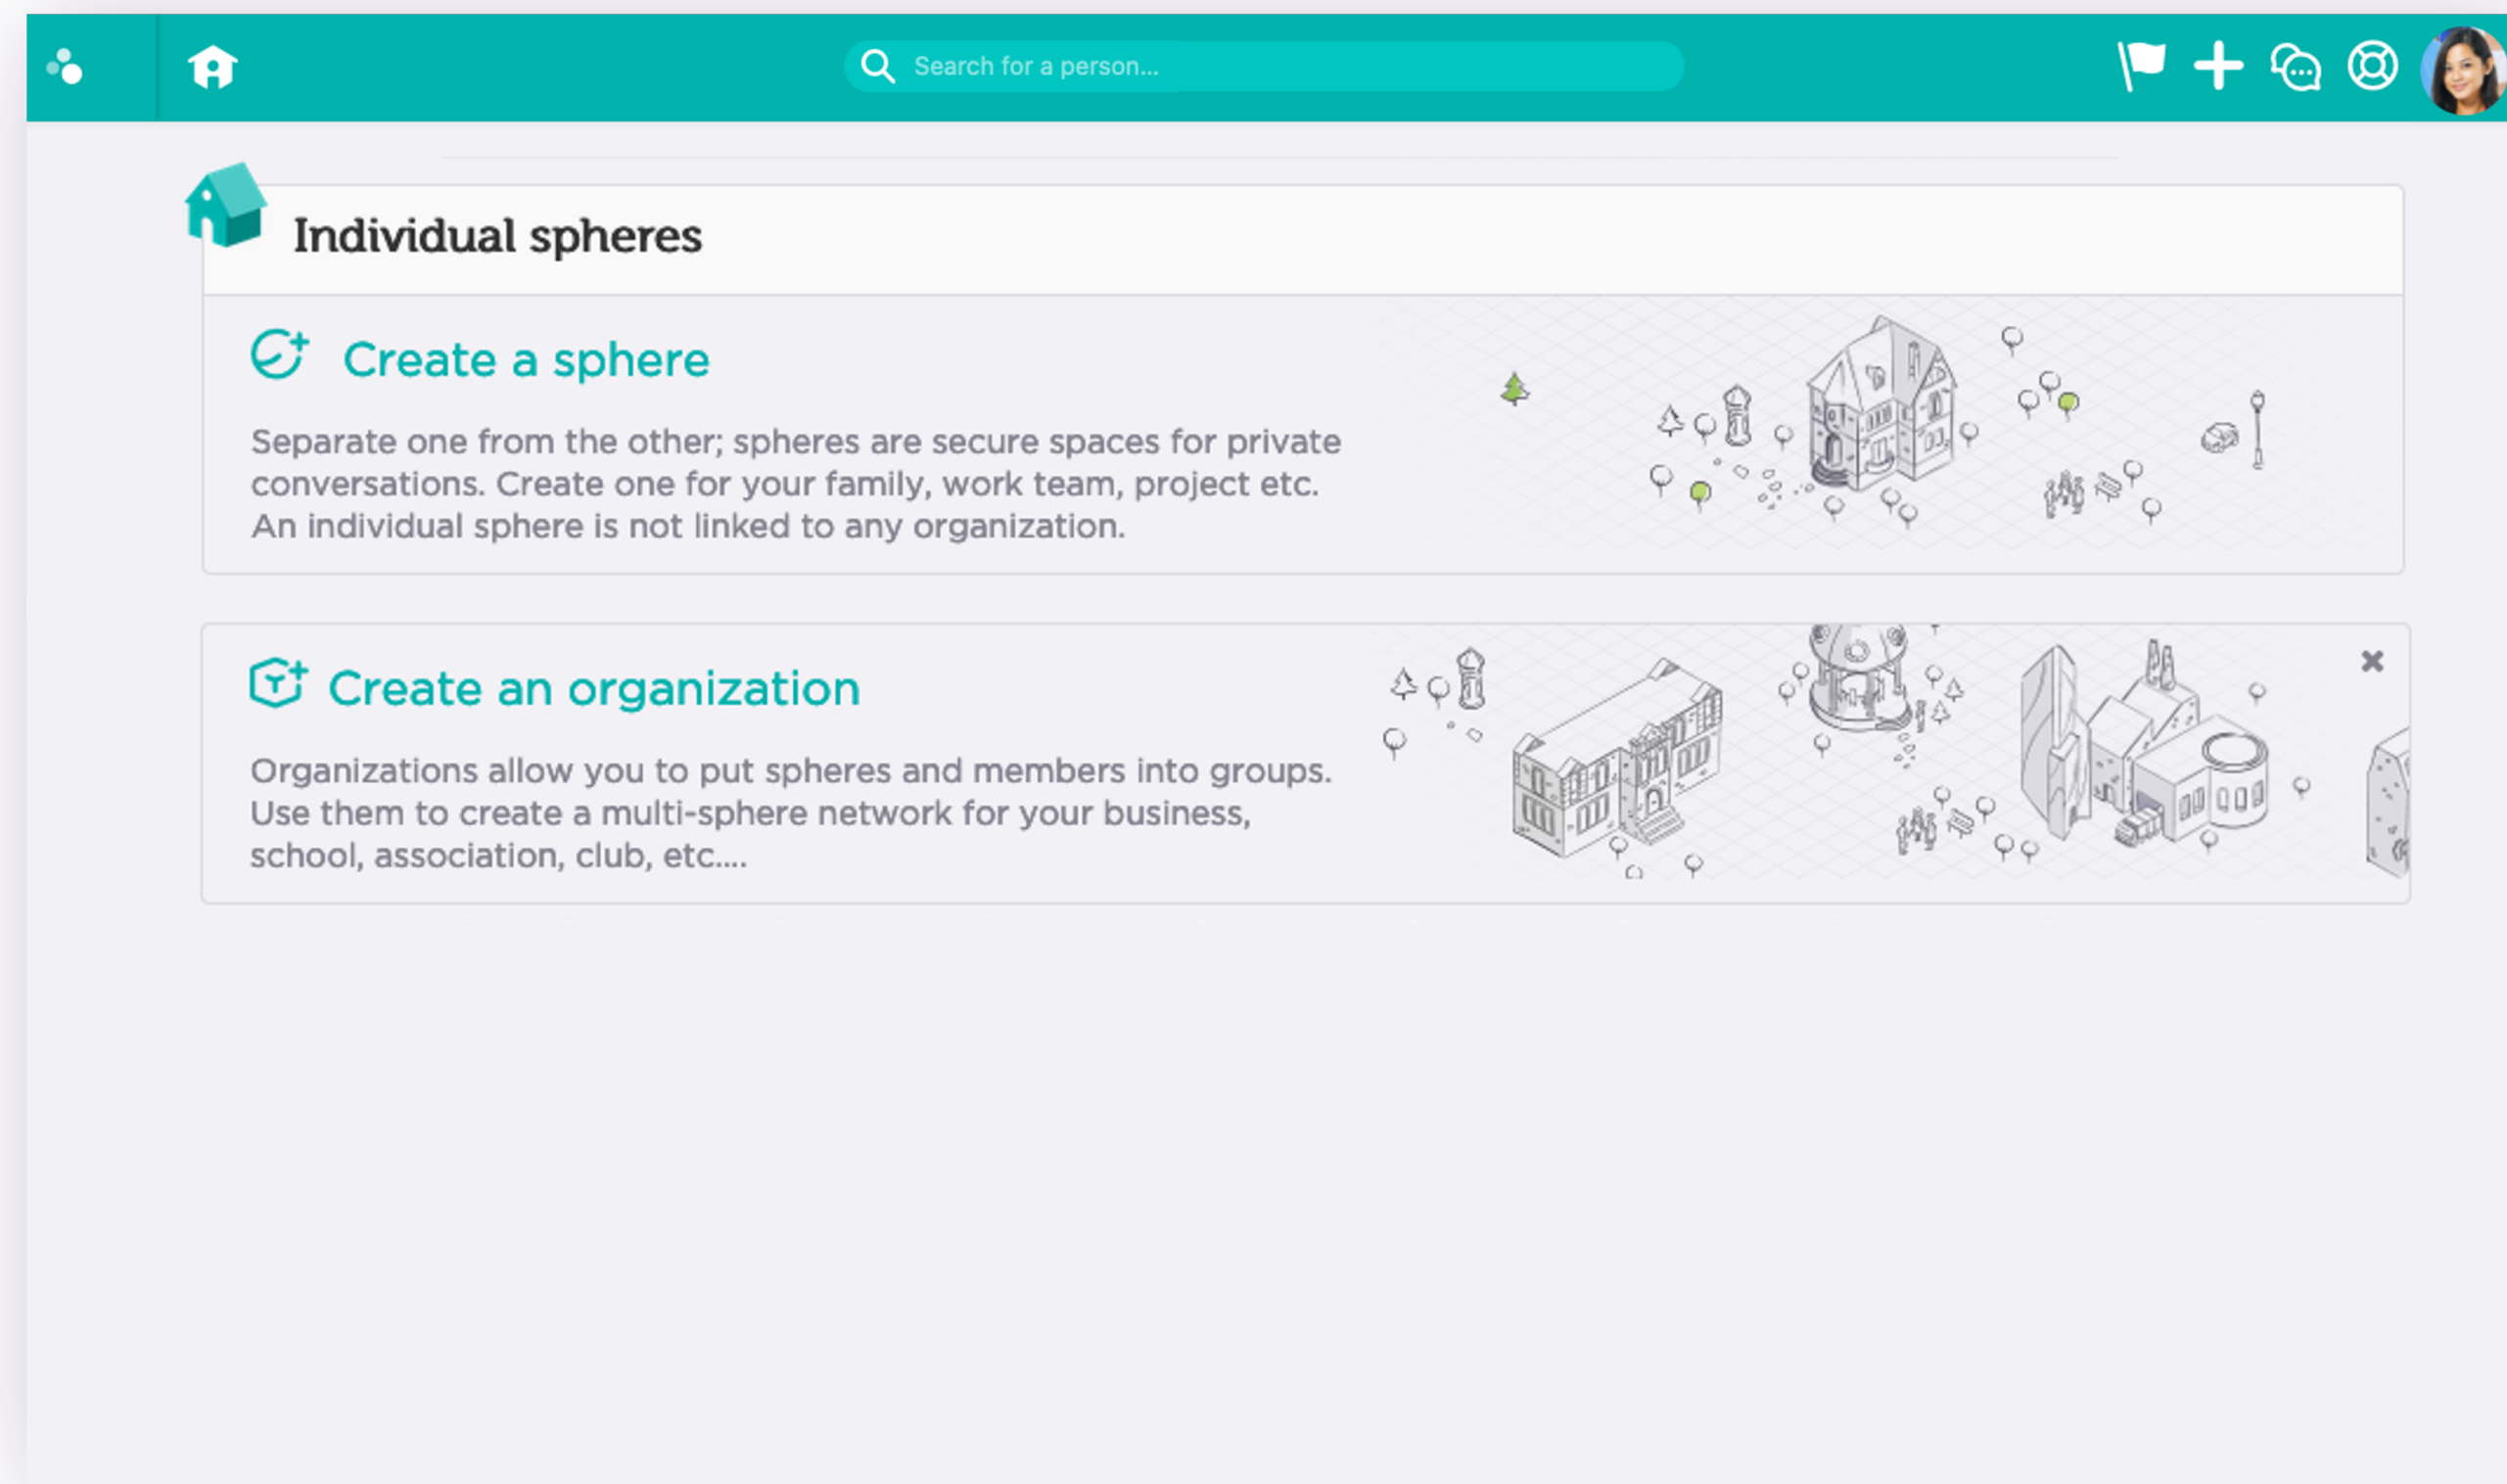 Search for a person...
Individual spheres
Create a sphere
Separate one from the other; spheres are secure spaces for private
conversations. Create one for your family, work team, project etc.
An individual sphere is not linked to any organization.
Create an organization
Organizations allow you to put spheres and members into groups.
Use them to create a multi-sphere network for your business,
school, association, club, etc....